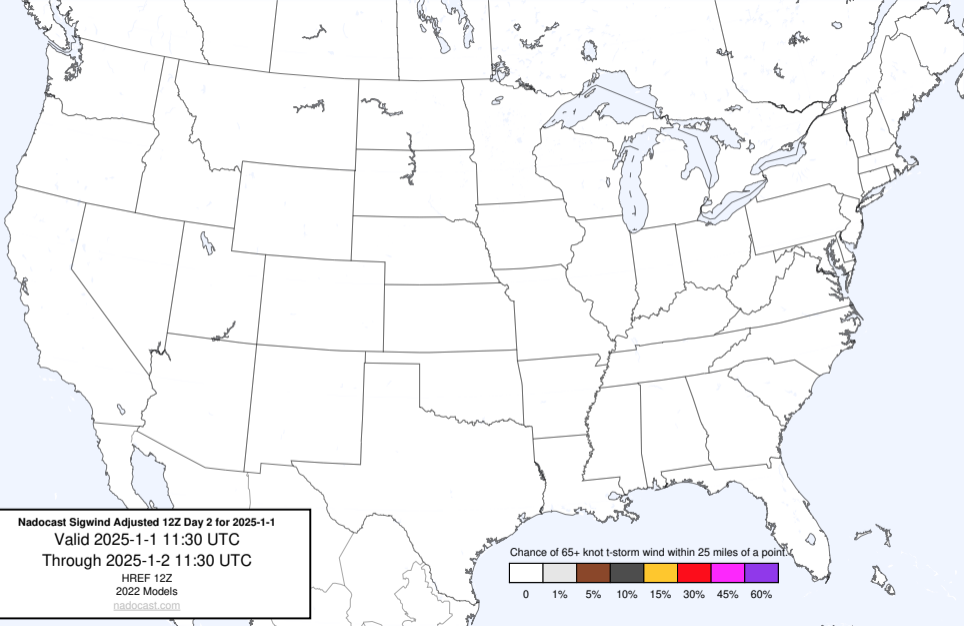 Nadocast Sigwind Adjusted 12Z Day 2 for 2025-1-1
Valid 2025-1-1 11:30 UTC
Through 2025-1-2 11:30 UTC
HREF 12Z
2022 Models
nadocast.com
Chance of 65+ knot t-storm wind within 25 miles of a point.
0 1% 5% 10% 15% 30% 45% 60%